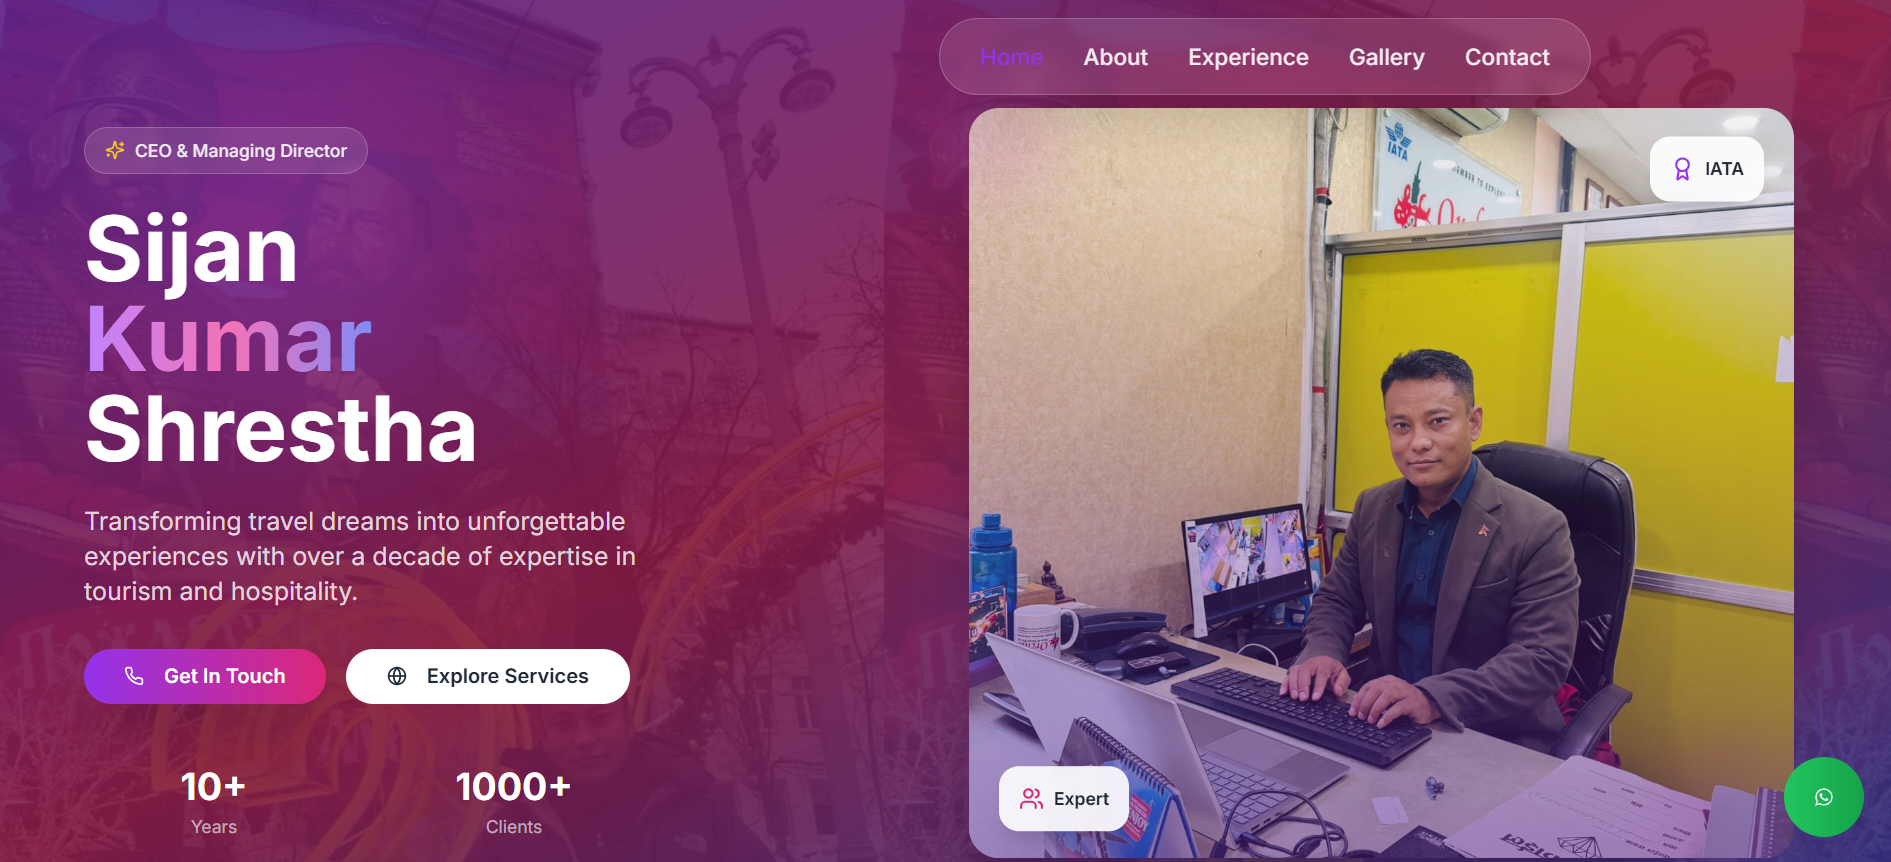 Home About Experience Gallery Contact
CEO & Managing Director
Sijan
Kumar
Shrestha
Transforming travel dreams into unforgettable
experiences with over a decade of expertise in
tourism and hospitality.
Get In Touch
Explore Services
10+
Years
1000+
Clients
IATA
IATA
Expert